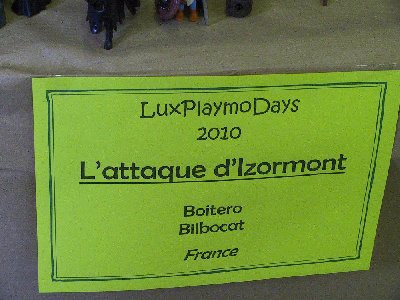 LuxPlaymoDays
2010
L'attaque d'Izormont
Boitero
Bilbocat
France